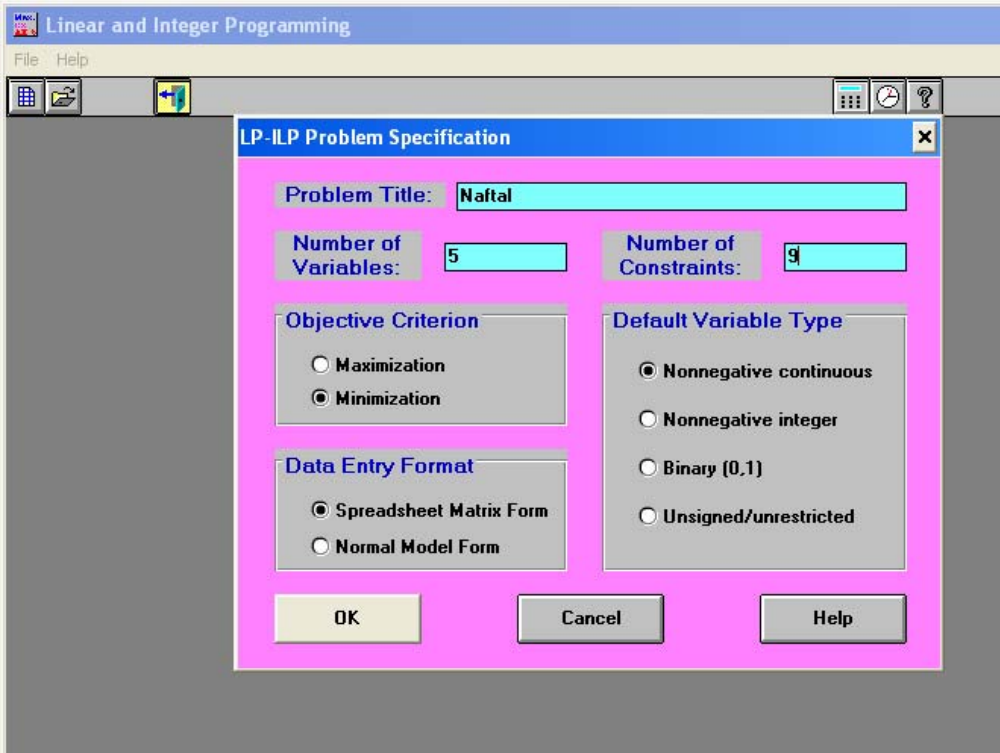 Linear and Integer Programming
File Help
LP-ILP Problem Specification
Problem Title: Naftal
Number of Variables: 5
Number of Constraints: 9
Objective Criterion
Maximization
Minimization
Default Variable Type
Nonnegative continuous
Nonnegative integer
Binary (0,1)
Unsigned/unrestricted
Data Entry Format
Spreadsheet Matrix Form
Normal Model Form
OK Cancel Help